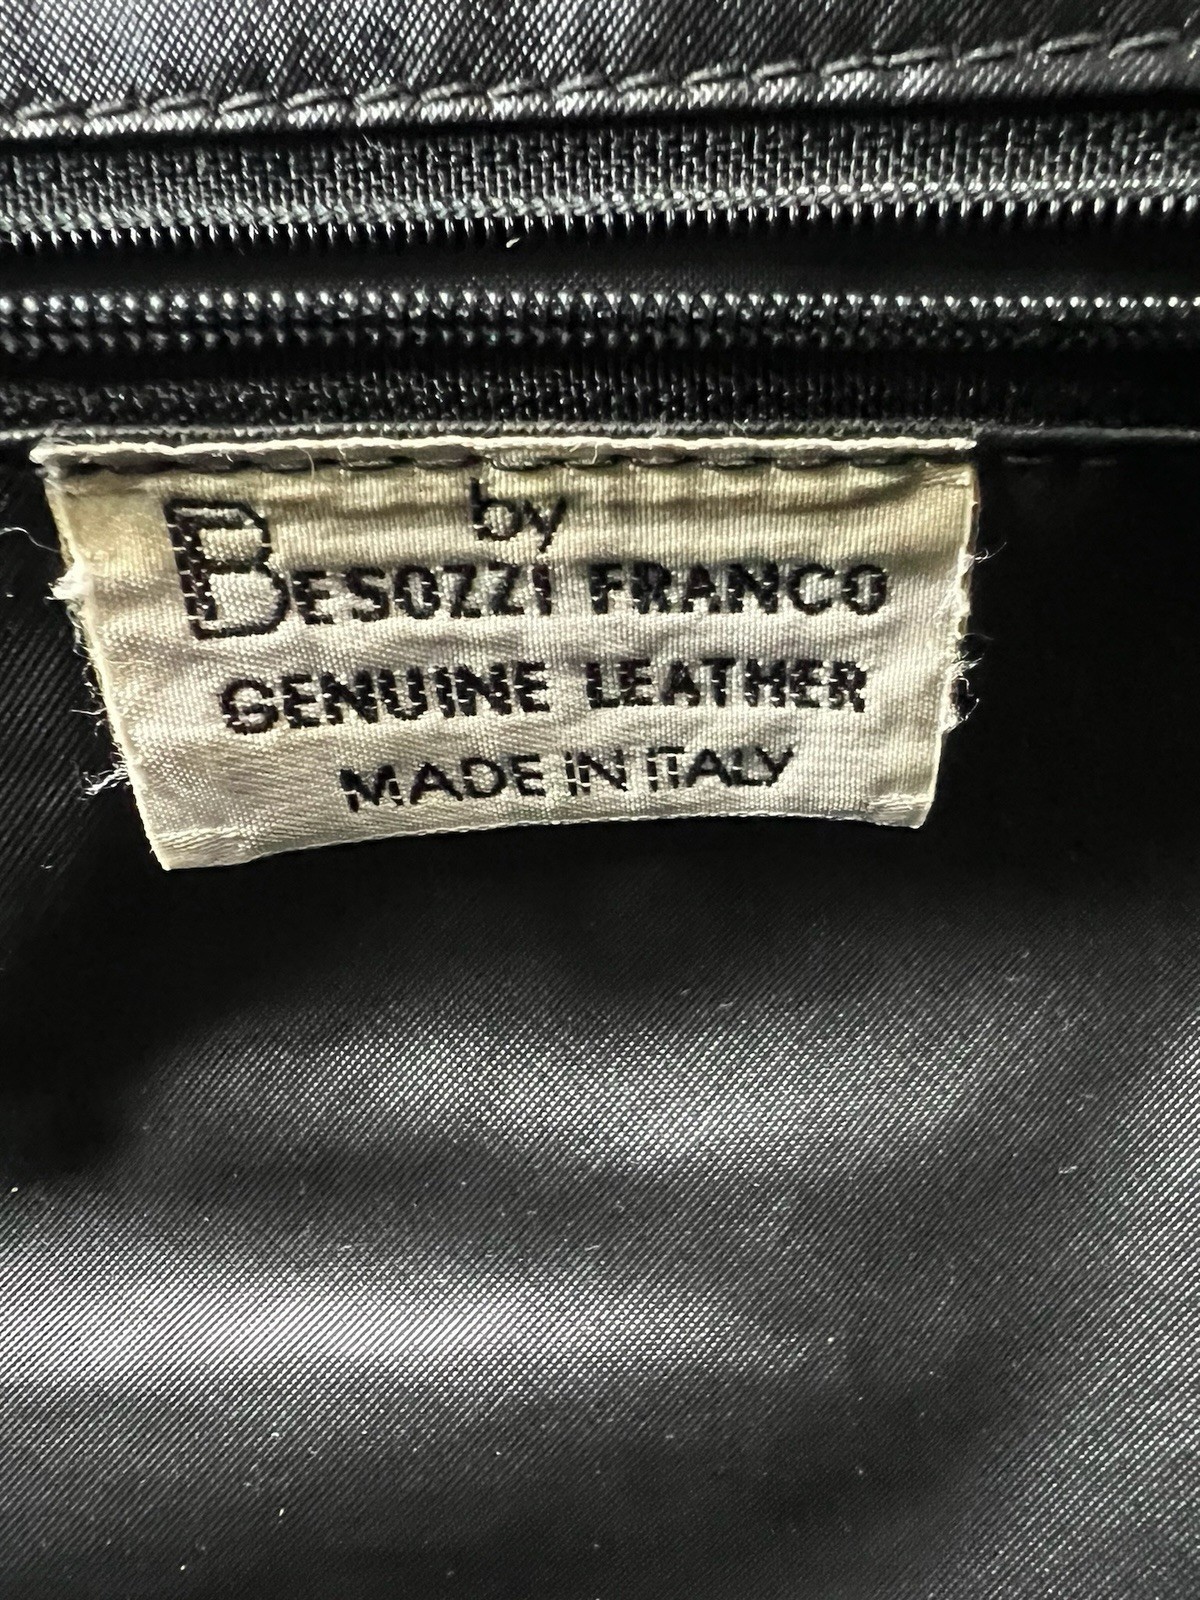 by
BESOZZI FRANCO
GENUINE LEATHER
MADE IN ITALY